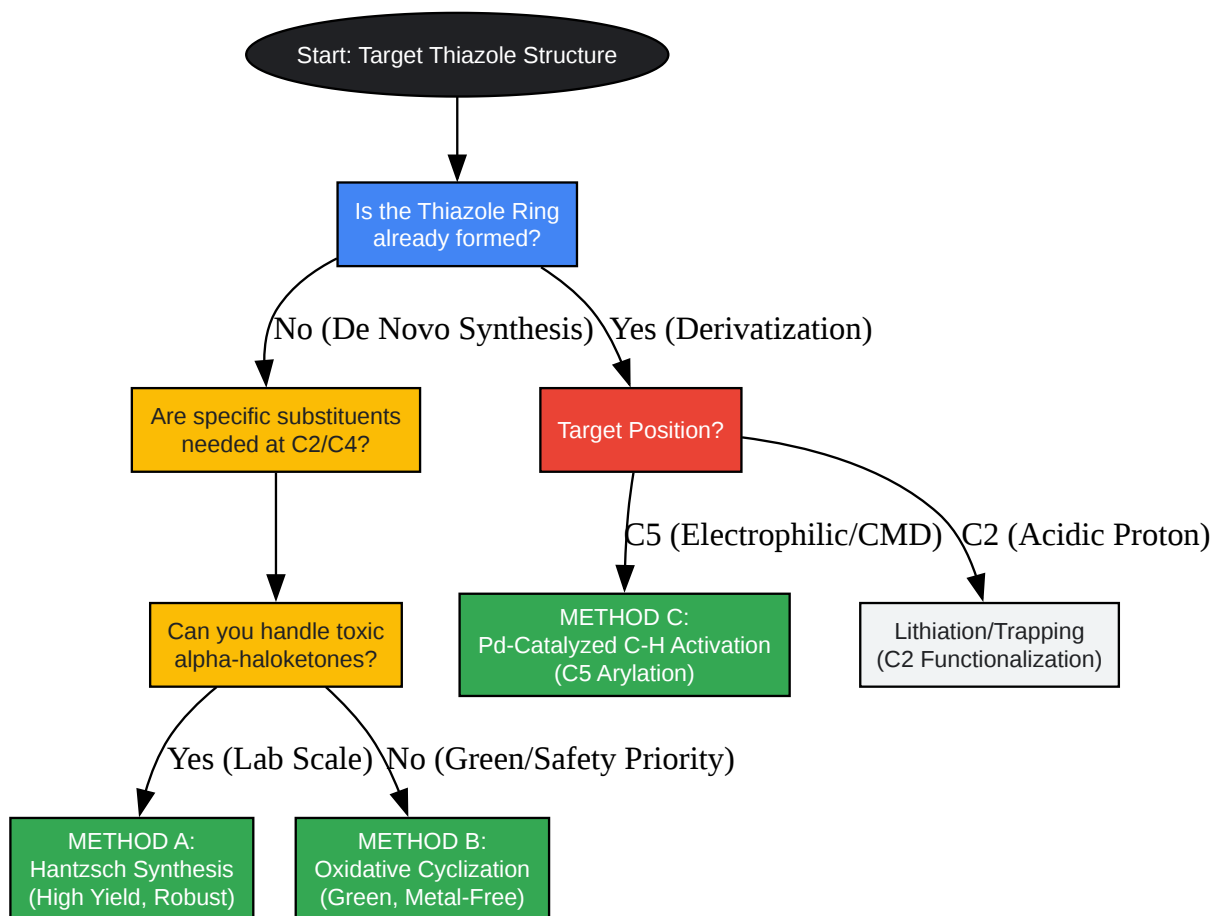 Start: Target Thiazole Structure
Is the Thiazole Ring
already formed?
No (De Novo Synthesis)
Yes (Derivatization)
Are specific substituents
needed at C2/C4?
Target Position?
C5 (Electrophilic/CMD)
C2 (Acidic Proton)
Can you handle toxic
alpha-haloketones?
METHOD C:
Pd-Catalyzed C-H Activation
(C5 Arylation)
Lithiation/Trapping
(C2 Functionalization)
Yes (Lab Scale)
No (Green/Safety Priority)
METHOD A:
Hantzsch Synthesis
(High Yield, Robust)
METHOD B:
Oxidative Cyclization
(Green, Metal-Free)